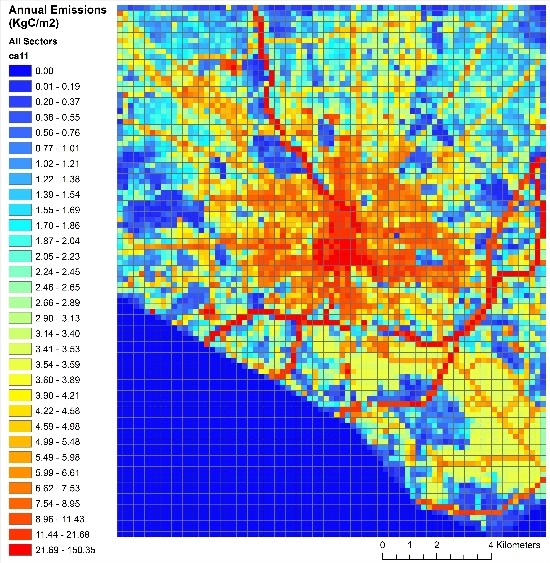 Annual Emissions
(KgC/m2)
All Sectors
ca11
0.00
0.01 - 0.19
0.20 - 0.37
0.38 - 0.55
0.56 - 0.76
0.77 - 1.01
1.02 - 1.21
1.22 - 1.38
1.39 - 1.54
1.55 - 1.69
1.70 - 1.86
1.87 - 2.04
2.05 - 2.23
2.24 - 2.45
2.46 - 2.65
2.66 - 2.89
2.90 - 3.13
3.14 - 3.40
3.41 - 3.53
3.54 - 3.59
3.60 - 3.89
3.90 - 4.21
4.22 - 4.58
4.59 - 4.98
4.99 - 5.48
5.49 - 5.98
5.99 - 6.61
6.62 - 7.53
7.54 - 8.95
8.96 - 11.43
11.44 - 21.68
21.69 - 150.35
0 1 2 4 Kilometers